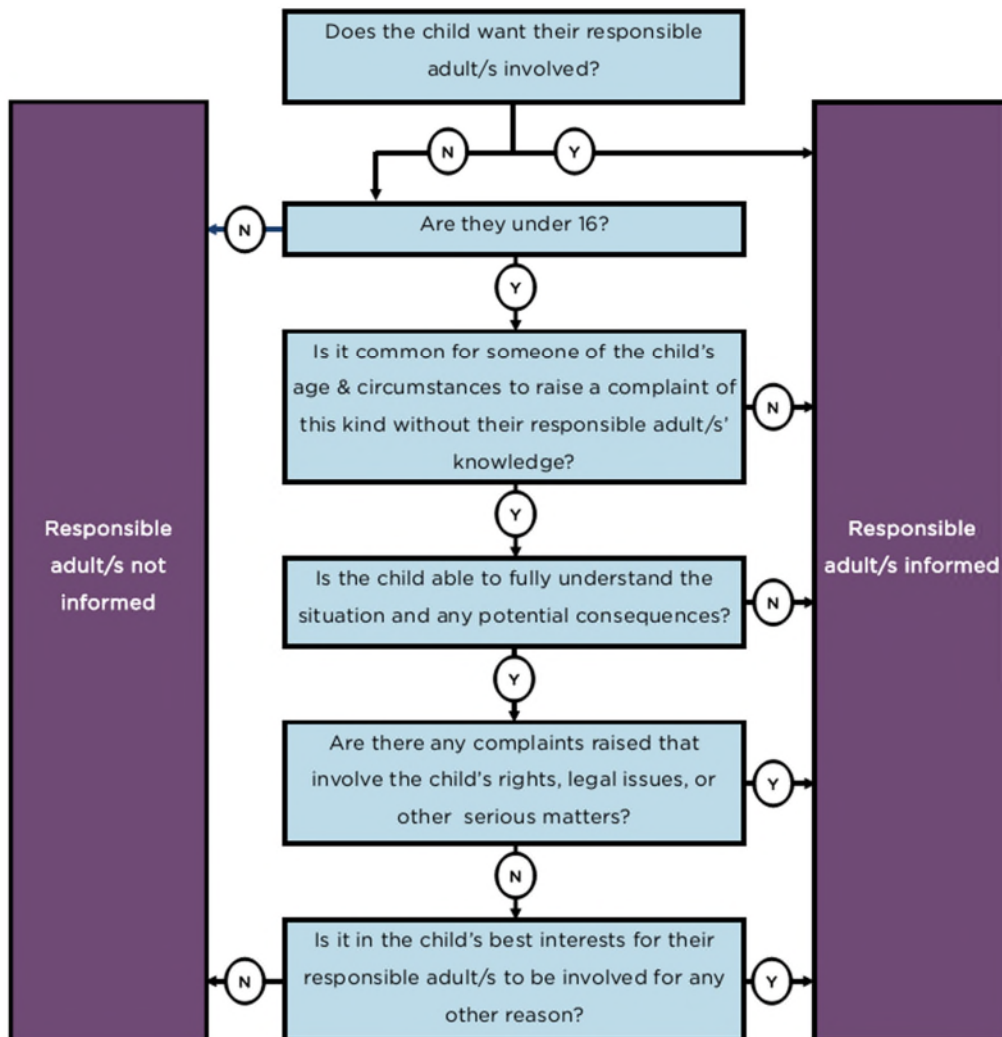 Does the child want their responsible
adult/s involved?
N
Y
N
Are they under 16?
Y
Is it common for someone of the child's
age & circumstances to raise a complaint of
this kind without their responsible adult/s'
knowledge?
N
Y
Responsible
adult/s not
informed
Responsible
adult/s informed
Is the child able to fully understand the
situation and any potential consequences?
N
Y
Are there any complaints raised that
involve the child's rights, legal issues, or
other serious matters?
Y
N
Is it in the child's best interests for their
responsible adult/s to be involved for any
other reason?
N
Y